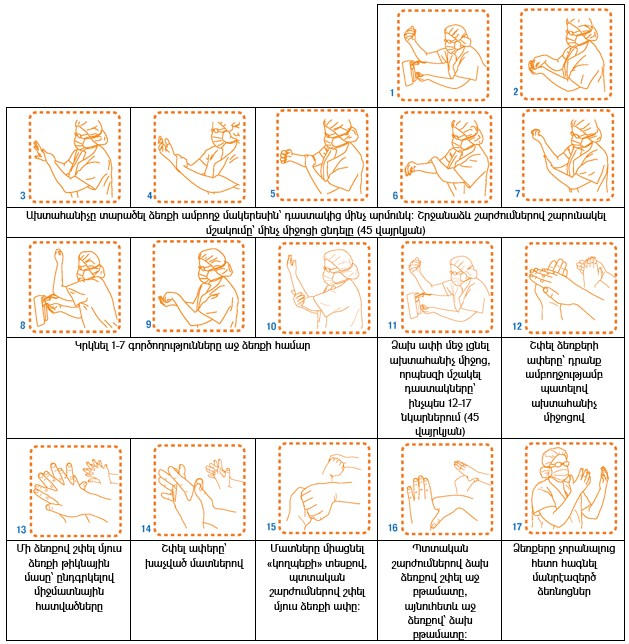 1
2
3
4
5
6
7
Ախտահանիչը տարածել ձեռքի ամբողջ մակերեսին՝ դաստակից մինչ արմունկ: Շրջանաձև շարժումներով շարունակել
մշակումը՝ մինչ միջոցի ցնդելը (45 վայրկյան)
8
9
10
11
12
Կրկնել 1-7 գործողությունները աջ ձեռքի համար
Ձախ ափի մեջ լցնել
ախտահանիչ միջոց,
որպեսզի մշակել
դաստակները՝
ինչպես 12-17
նկարներում (45
վայրկյան)
Շփել ձեռքերի
ափերը՝ դրանք
ամբողջությամբ
պատելով
ախտահանիչ
միջոցով
13
14
15
16
17
Մի ձեռքով շփել մյուս
ձեռքի թիկնային
մասը՝ ընդգրկելով
միջմատնային
հատվածները
Շփել ափերը՝
խաչված մատներով
Մատները միացնել
«կողպեքի» տեսքով,
պտտական
շարժումներով շփել
մյուս ձեռքի ափը:
Պտտական
շարժումներով ձախ
ձեռքով շփել աջ
բթամատը,
այնուհետև աջ
ձեռքով՝ ձախ
բթամատը:
Ձեռքերը չորանալուց
հետո հագնել
մանրէազերծ
ձեռնոցներ